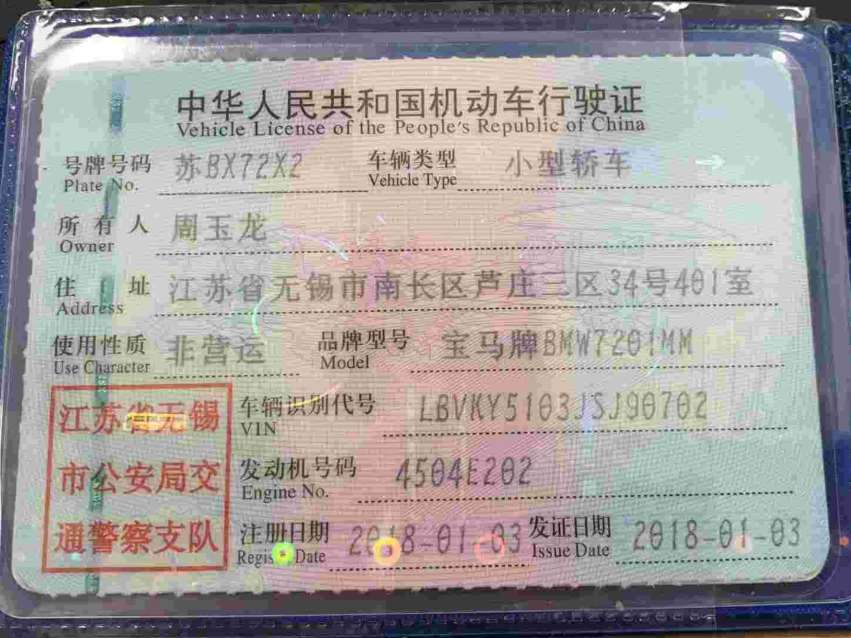 中华人民共和国机动车行驶证
Vehicle License of the People's Republic of China
号牌号码 苏BX72X2 车辆类型 小型轿车
Plate No. Vehicle Type
所有人 周玉龙
Owner
住址 江苏省无锡市南长区芦庄三区34号401室
Address
使用性质 非营运 品牌型号 宝马牌BMW7201MM
Use Character Model
江苏省无锡 车辆识别代号 LBVKY5103JSJ90702
VIN
市公安局交 发动机号码 4504E202
Engine No.
通警察支队 注册日期 2018-01-03 发证日期 2018-01-03
Regis Date Issue Date